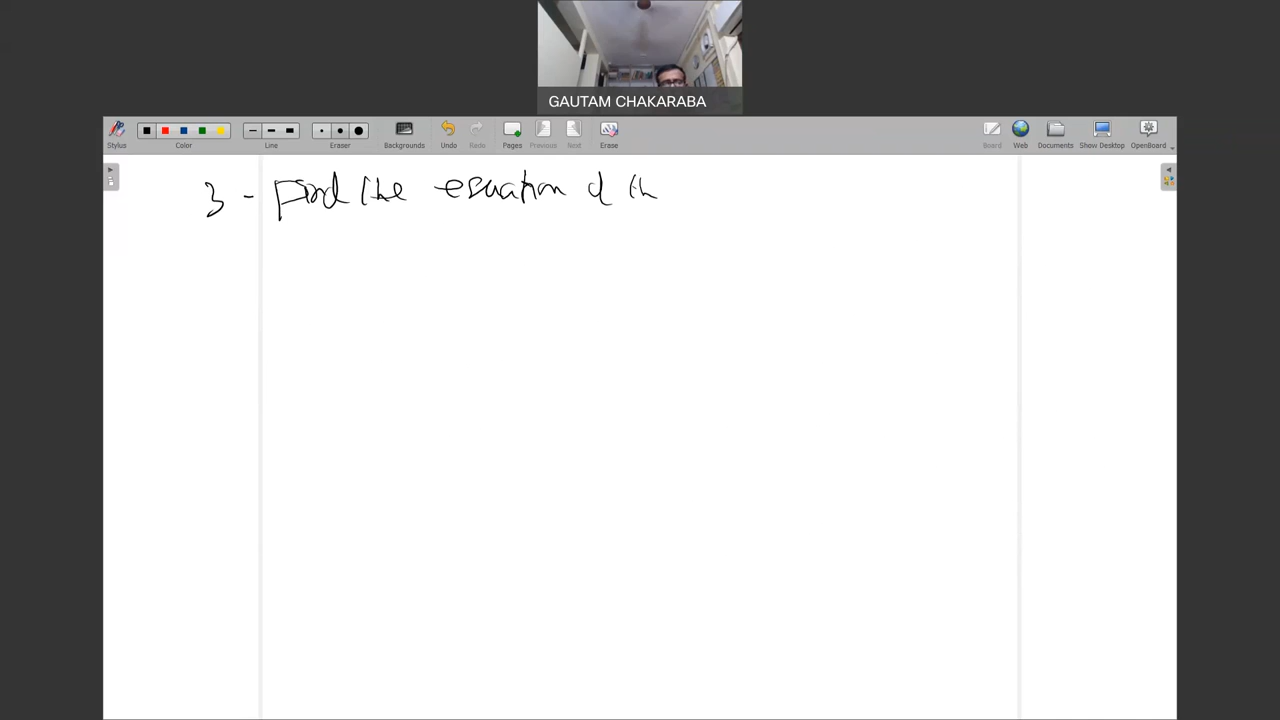 GAUTAM CHAKARABA
Stylus Color Line Eraser Backgrounds Undo Redo Pages Previous Next Erase Board Web Documents Show Desktop OpenBoard
3 - Find the equation of th